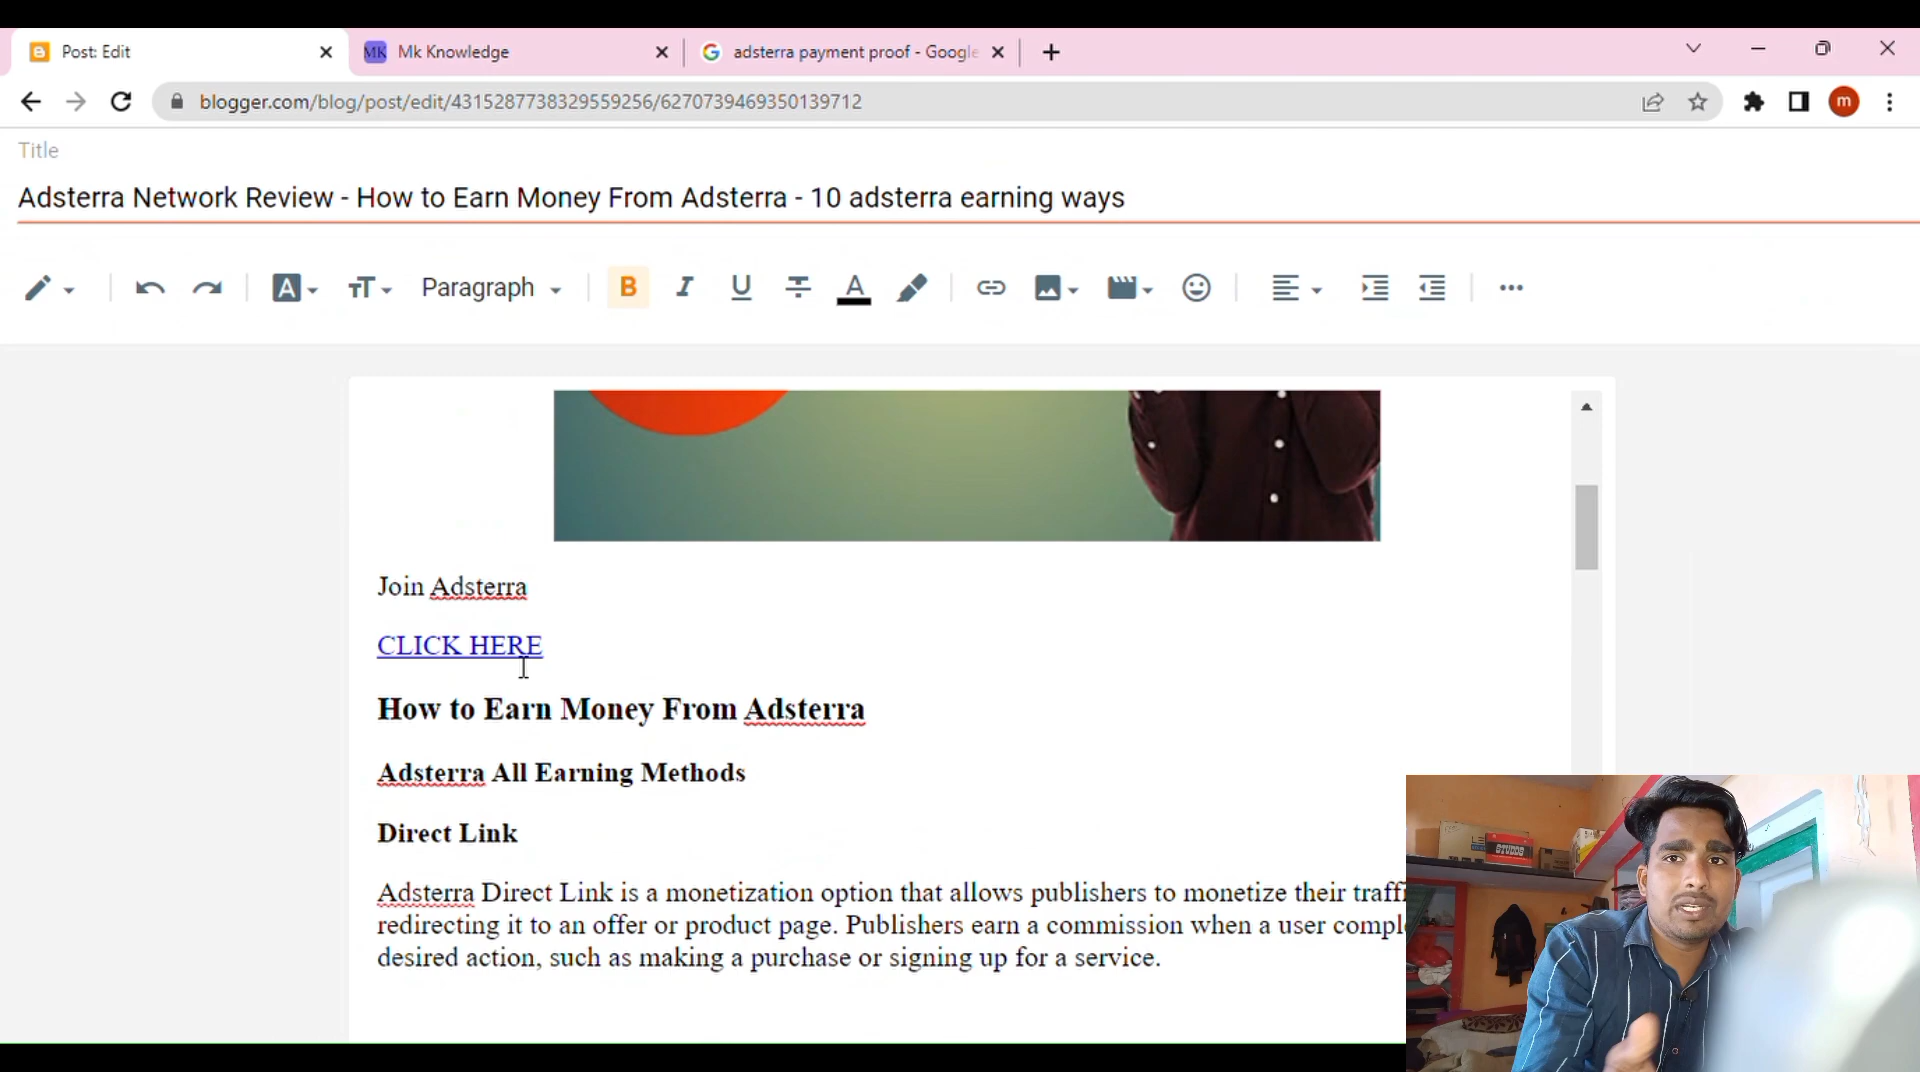 Post: Edit
MK Mk Knowledge
adsterra payment proof - Google
blogger.com/blog/post/edit/4315287738329559256/6270739469350139712
m
Title
Adsterra Network Review - How to Earn Money From Adsterra - 10 adsterra earning ways
A TT Paragraph B I U A
Join Adsterra
CLICK HERE
How to Earn Money From Adsterra
Adsterra All Earning Methods
Direct Link
Adsterra Direct Link is a monetization option that allows publishers to monetize their traffi
redirecting it to an offer or product page. Publishers earn a commission when a user compl
desired action, such as making a purchase or signing up for a service.
STUDDS